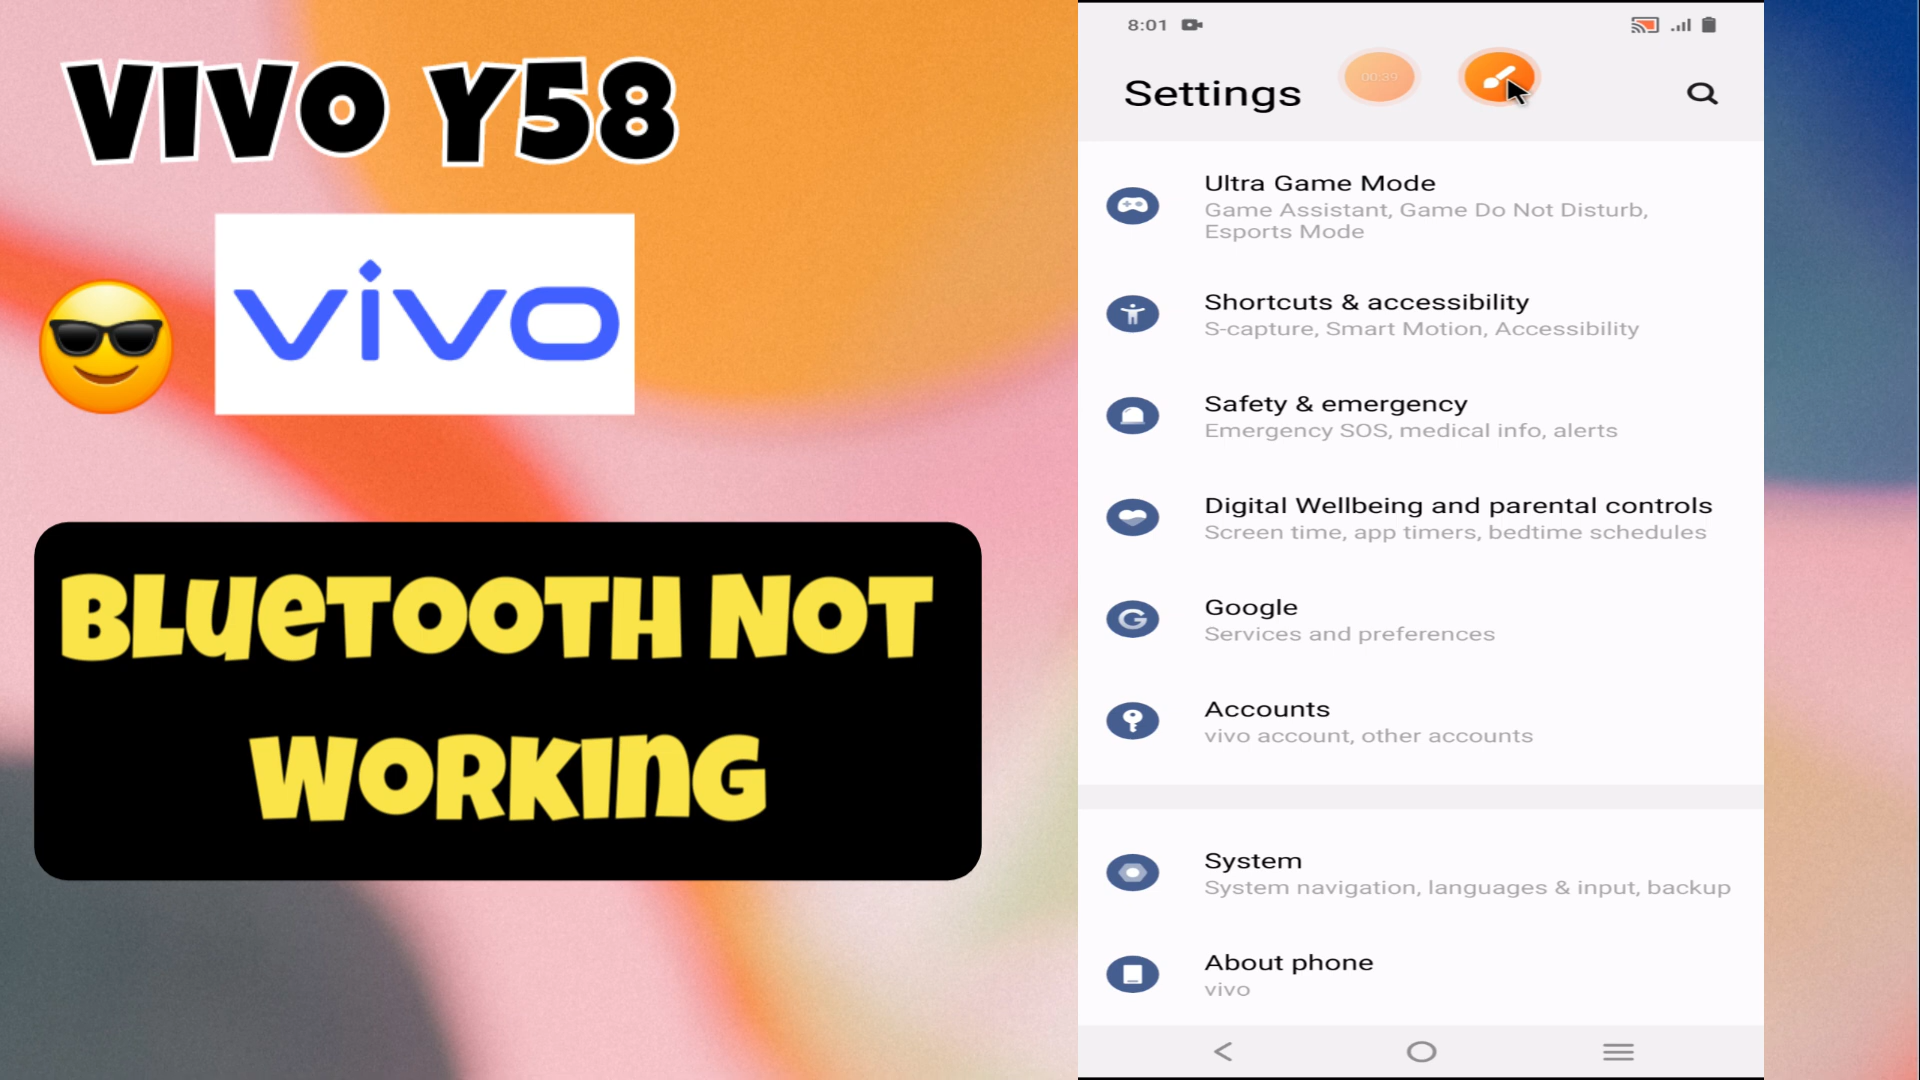 VIVO Y58
vivo
BLUETOOTH NOT
WORKING
8:01
00:39
Settings
Ultra Game Mode
Game Assistant, Game Do Not Disturb,
Esports Mode
Shortcuts & accessibility
S-capture, Smart Motion, Accessibility
Safety & emergency
Emergency SOS, medical info, alerts
Digital Wellbeing and parental controls
Screen time, app timers, bedtime schedules
Google
Services and preferences
Accounts
vivo account, other accounts
System
System navigation, languages & input, backup
About phone
vivo